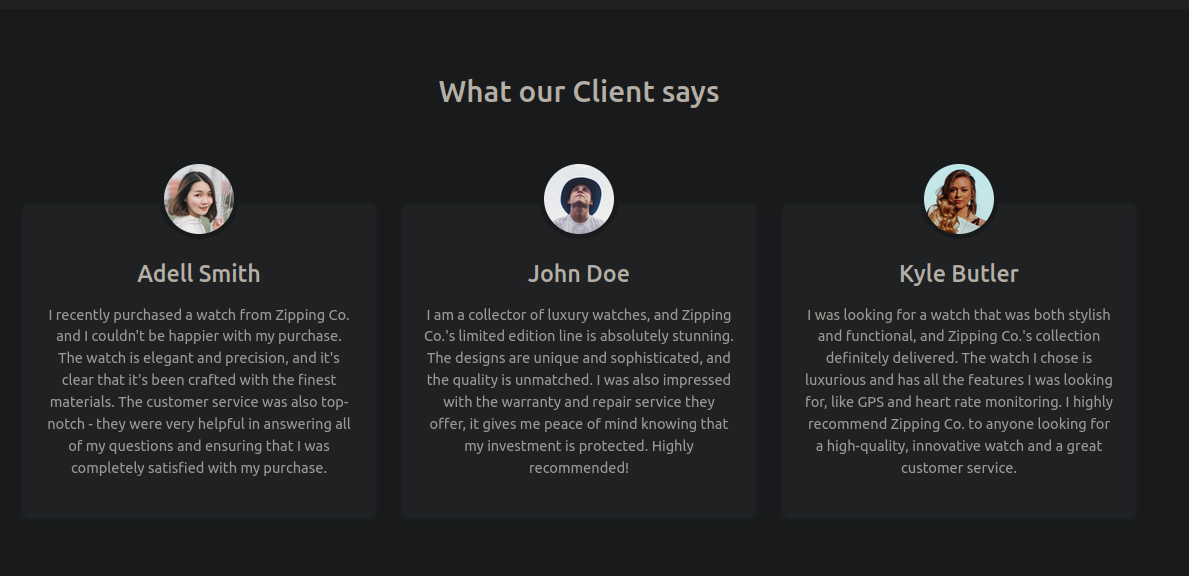 What our Client says
Adell Smith
I recently purchased a watch from Zipping Co.
and I couldn't be happier with my purchase.
The watch is elegant and precision, and it's
clear that it's been crafted with the finest
materials. The customer service was also top-
notch - they were very helpful in answering all
of my questions and ensuring that I was
completely satisfied with my purchase.
John Doe
I am a collector of luxury watches, and Zipping
Co.'s limited edition line is absolutely stunning.
The designs are unique and sophisticated, and
the quality is unmatched. I was also impressed
with the warranty and repair service they
offer, it gives me peace of mind knowing that
my investment is protected. Highly
recommended!
Kyle Butler
I was looking for a watch that was both stylish
and functional, and Zipping Co.'s collection
definitely delivered. The watch I chose is
luxurious and has all the features I was looking
for, like GPS and heart rate monitoring. I highly
recommend Zipping Co. to anyone looking for
a high-quality, innovative watch and a great
customer service.